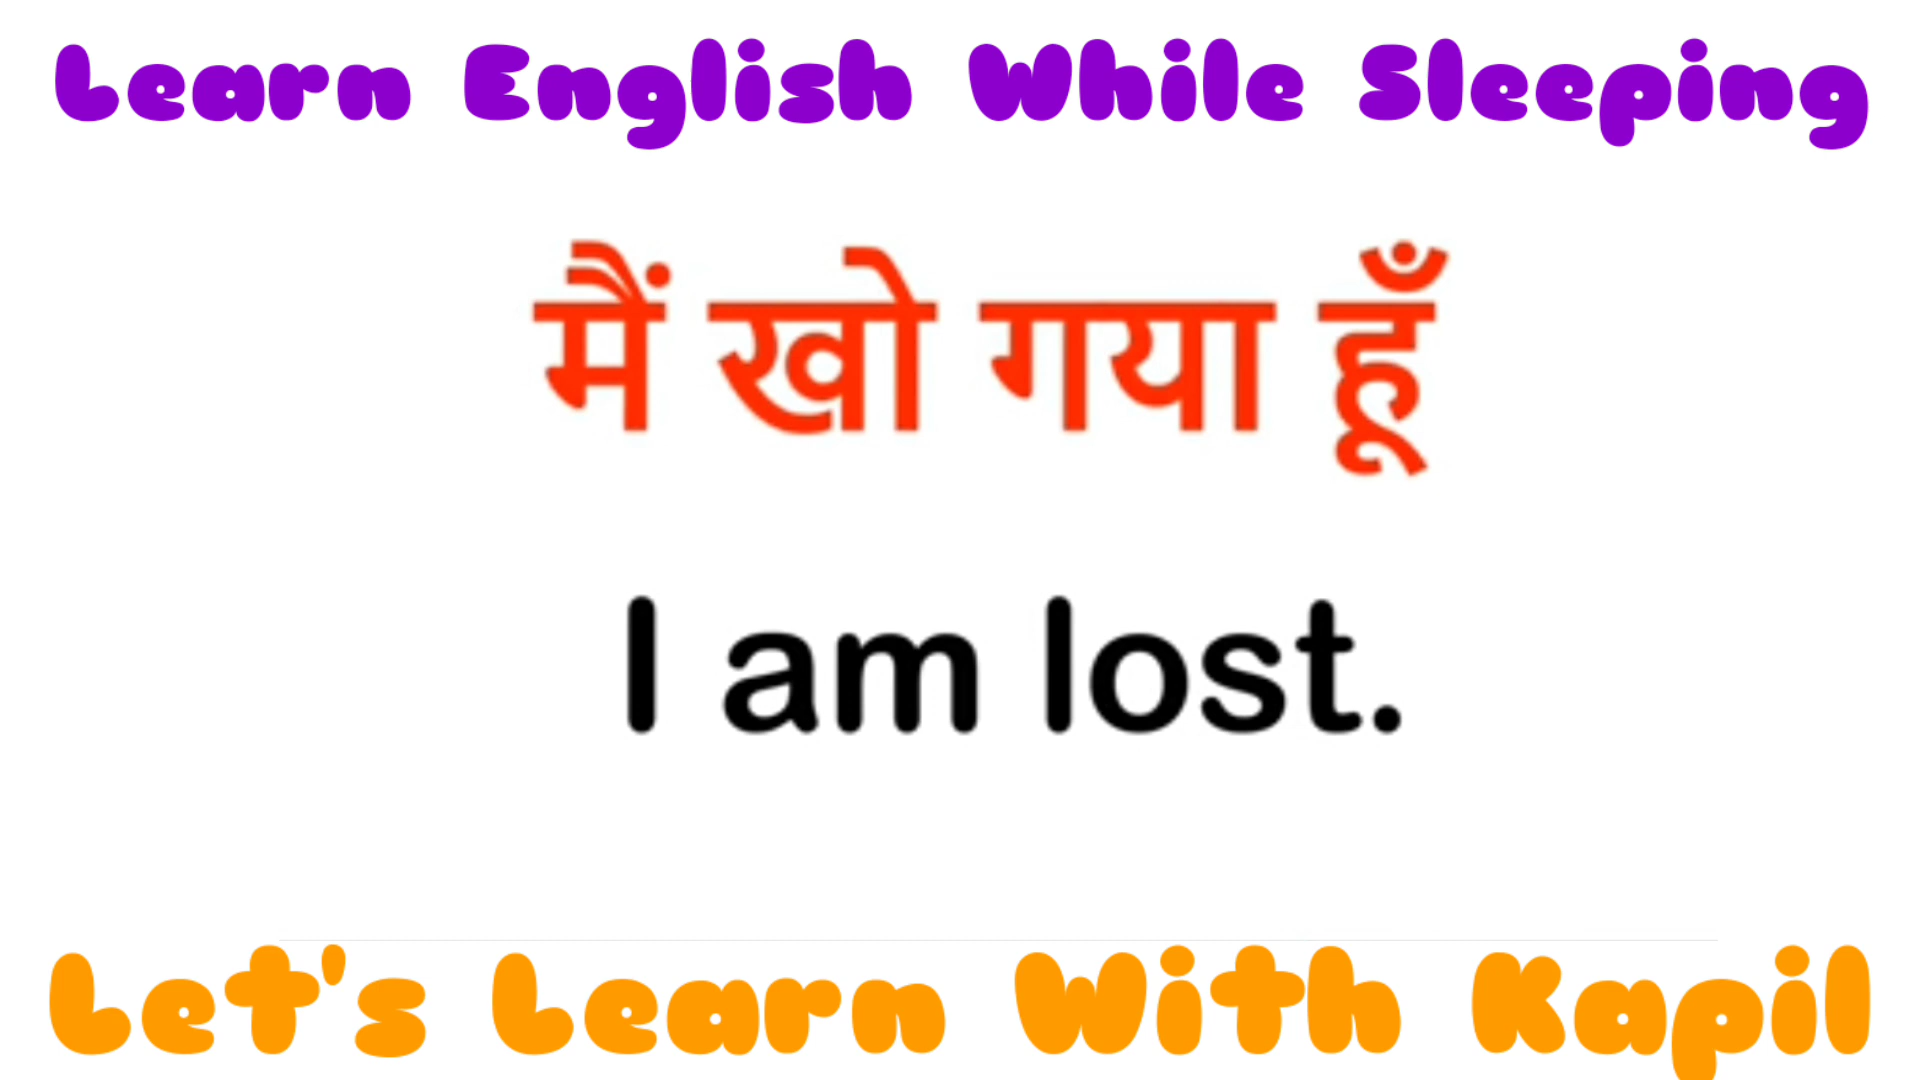 Learn English While Sleeping
मैं खो गया हूँ
I am lost.
Let's Learn With Kapil